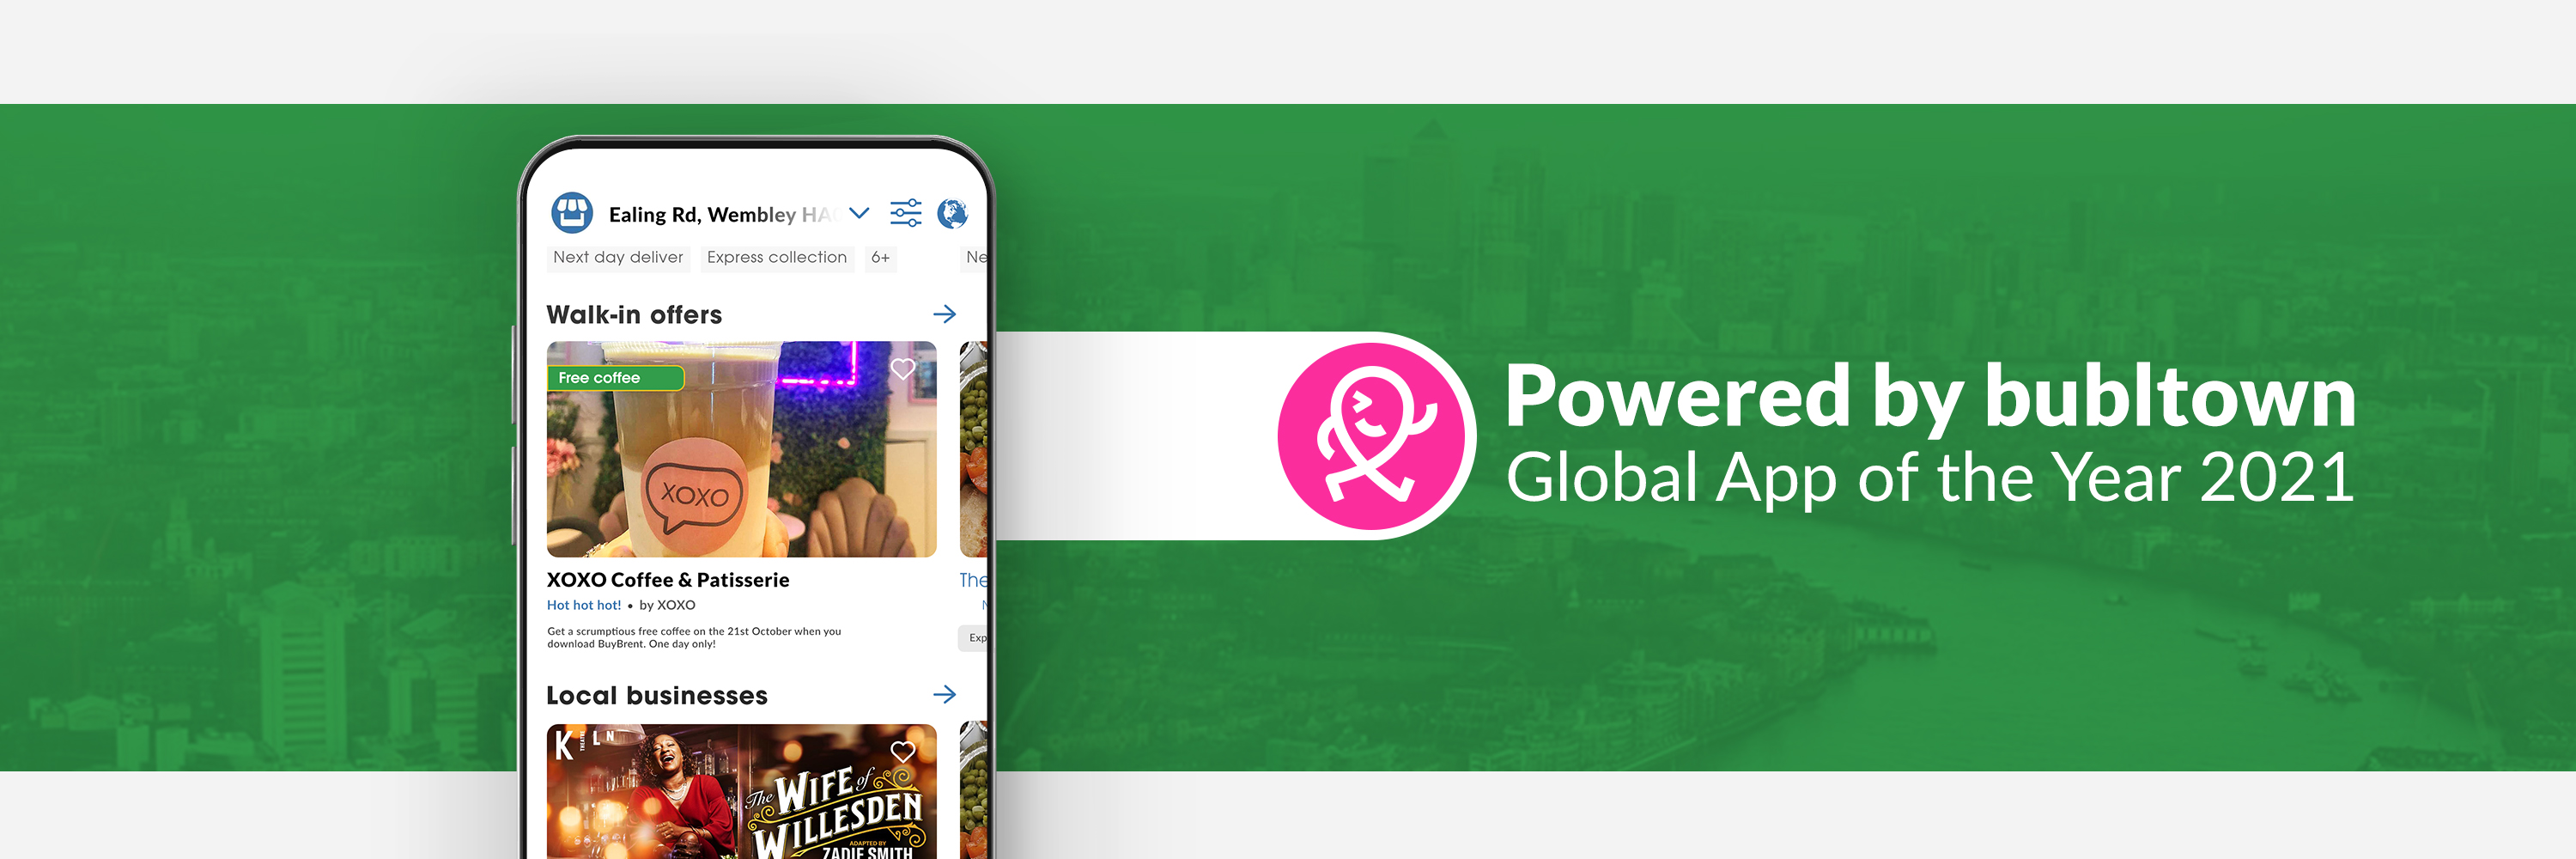 Ealing Rd, Wembley HA0
Next day deliver
Express collection
6+
Ne
Walk-in offers
Free coffee
XOXO
XOXO Coffee & Patisserie
Hot hot hot! • by XOXO
Get a scrumptious free coffee on the 21st October when you
download BuyBrent. One day only!
The
Exp
Local businesses
KILN
THEATRE
The WIFE of
WILLESDEN
ADAPTED BY
ZADIE SMITH
Powered by bubltown
Global App of the Year 2021